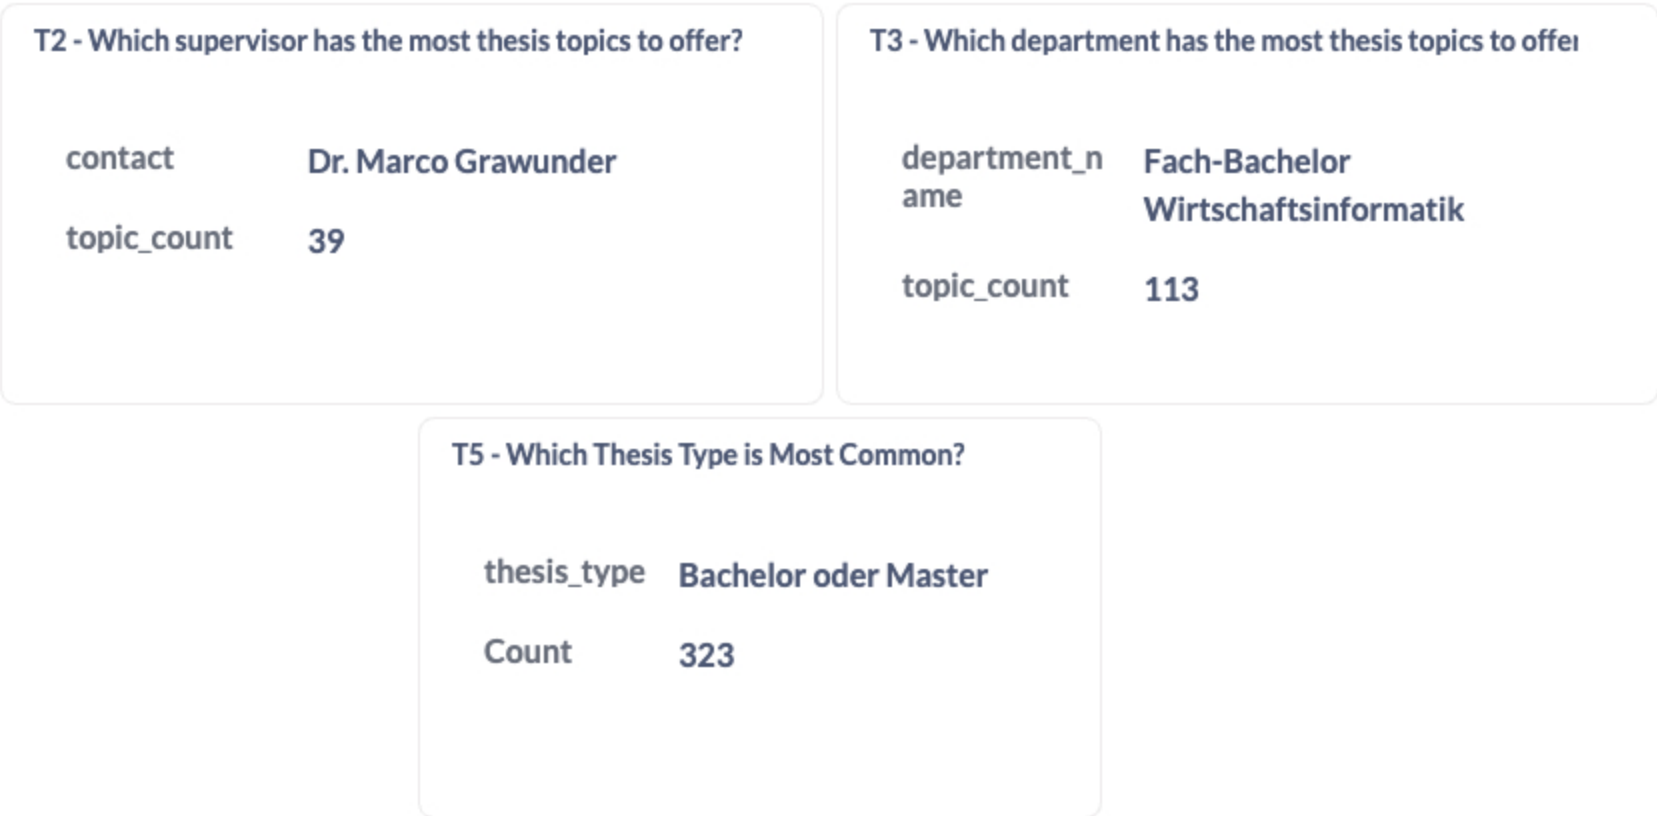 T2 - Which supervisor has the most thesis topics to offer?
contact Dr. Marco Grawunder
topic_count 39
T3 - Which department has the most thesis topics to offer
department_n Fach-Bachelor
ame Wirtschaftsinformatik
topic_count 113
T5 - Which Thesis Type is Most Common?
thesis_type Bachelor oder Master
Count 323